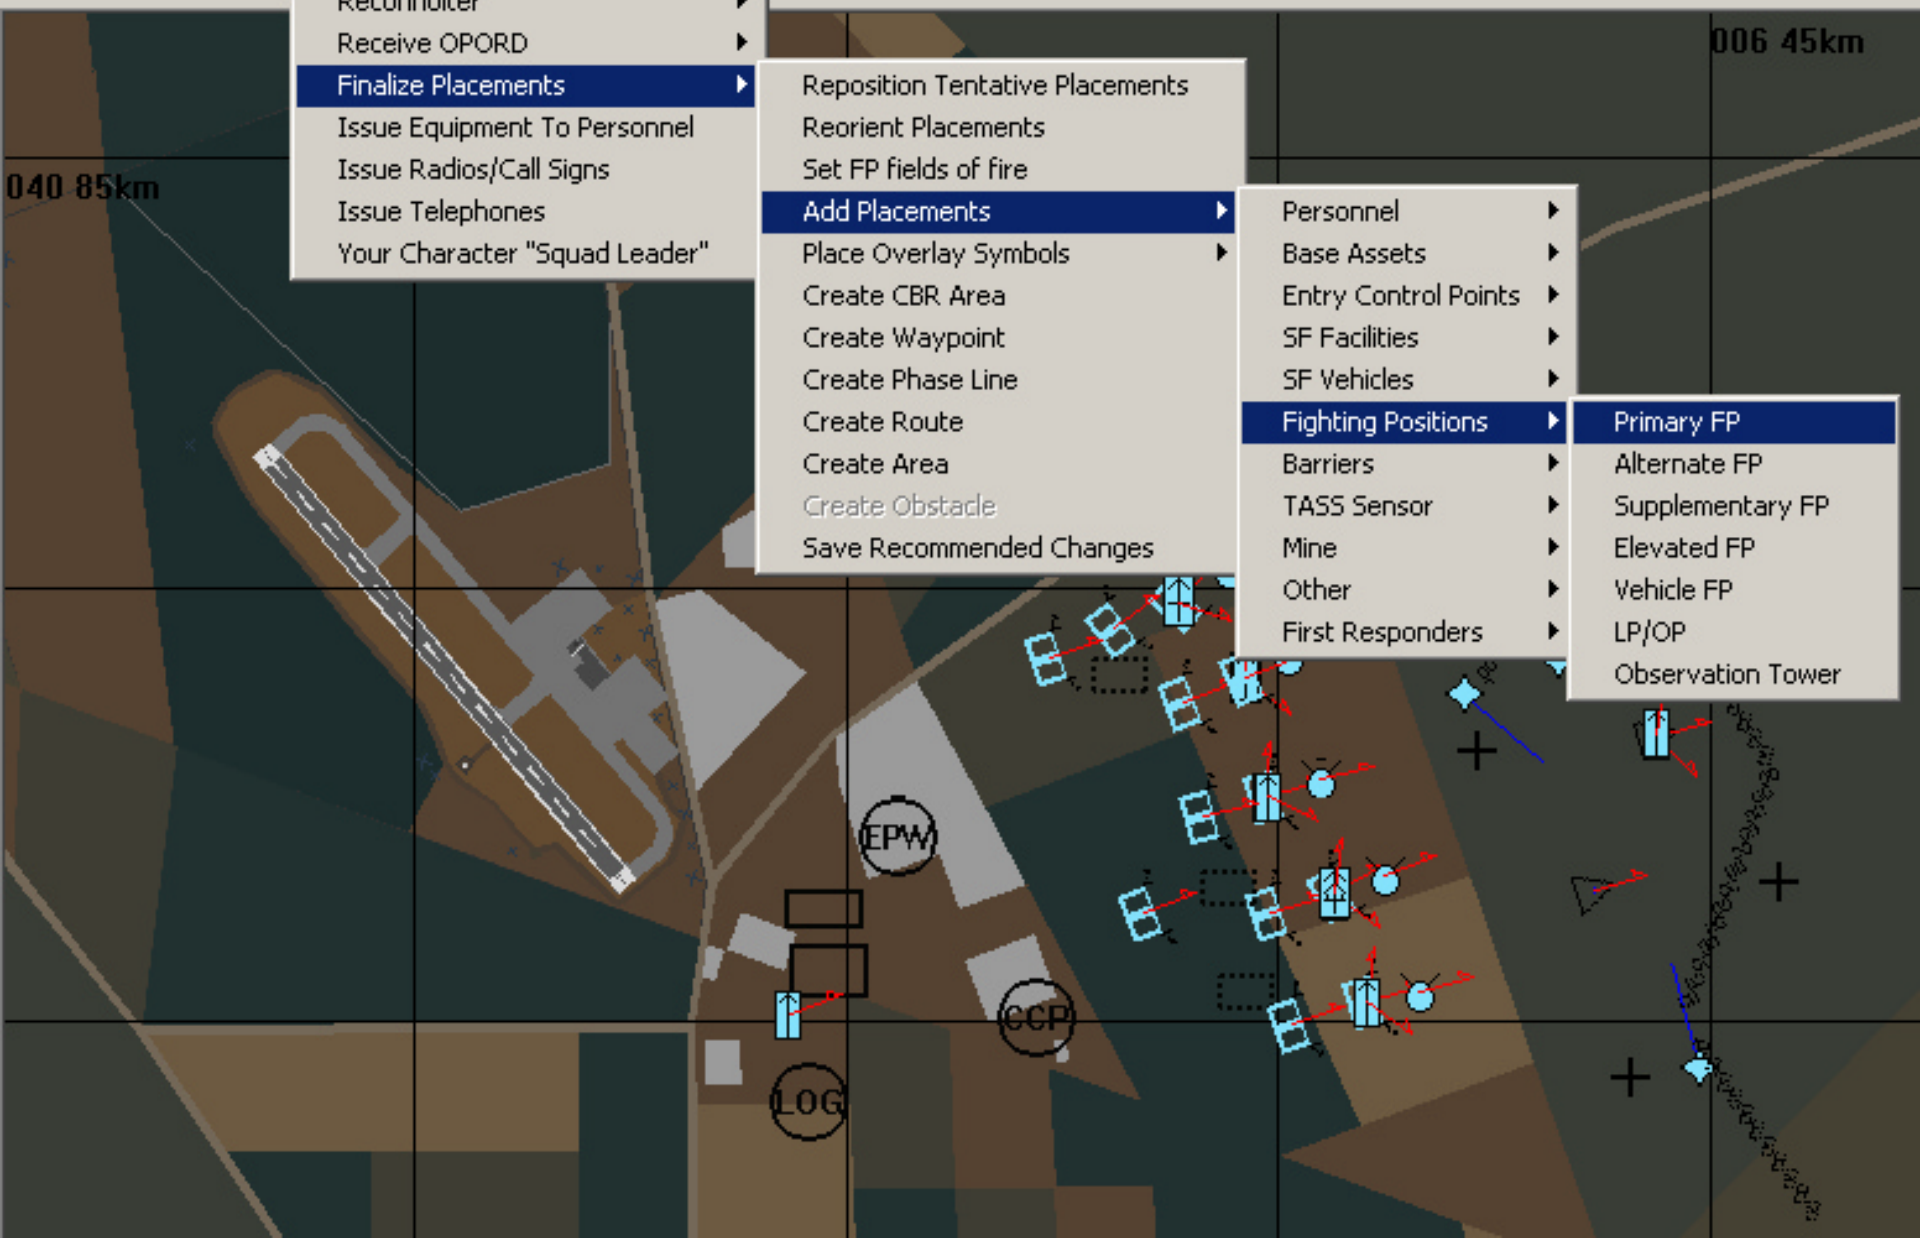 Reconnoiter
Receive OPORD
Finalize Placements
Issue Equipment To Personnel
Issue Radios/Call Signs
Issue Telephones
Your Character "Squad Leader"
Reposition Tentative Placements
Reorient Placements
Set FP fields of fire
Add Placements
Place Overlay Symbols
Create CBR Area
Create Waypoint
Create Phase Line
Create Route
Create Area
Create Obstacle
Save Recommended Changes
Personnel
Base Assets
Entry Control Points
SF Facilities
SF Vehicles
Fighting Positions
Barriers
TASS Sensor
Mine
Other
First Responders
Primary FP
Alternate FP
Supplementary FP
Elevated FP
Vehicle FP
LP/OP
Observation Tower
006 45km
040 85km
EPW
CCP
LOG